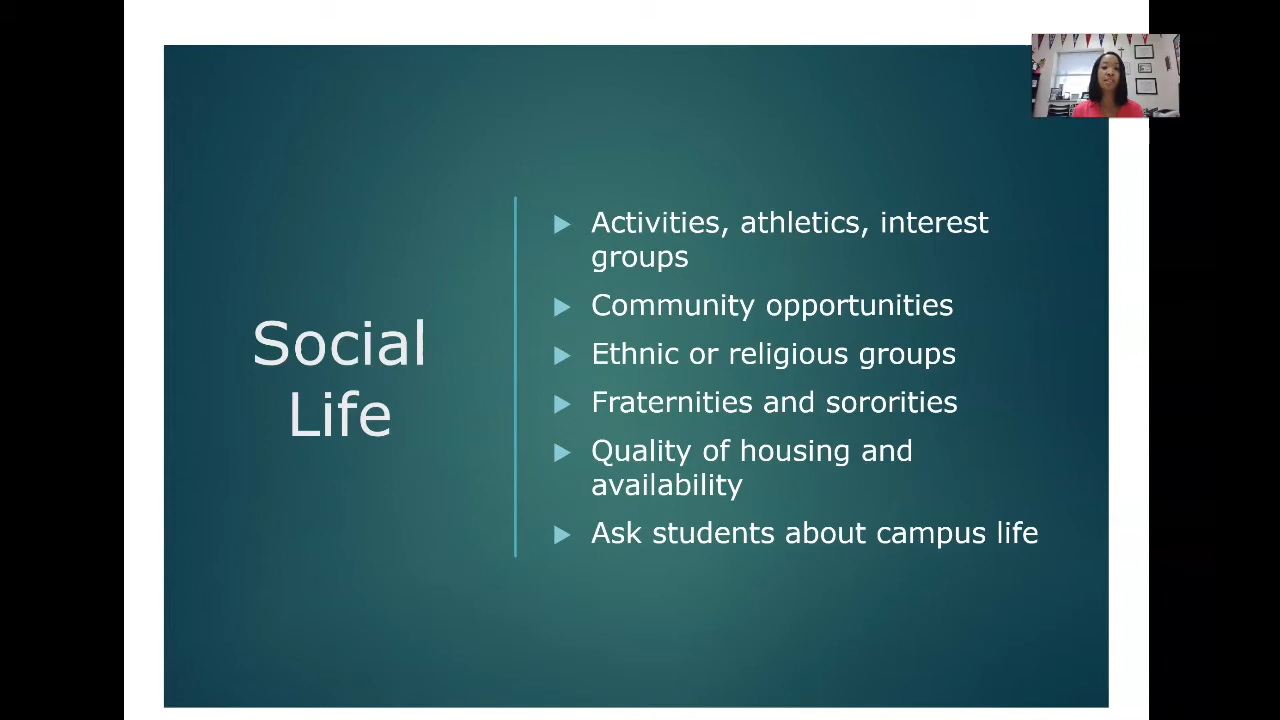 Social
Life
Activities, athletics, interest
groups
Community opportunities
Ethnic or religious groups
Fraternities and sororities
Quality of housing and
availability
Ask students about campus life